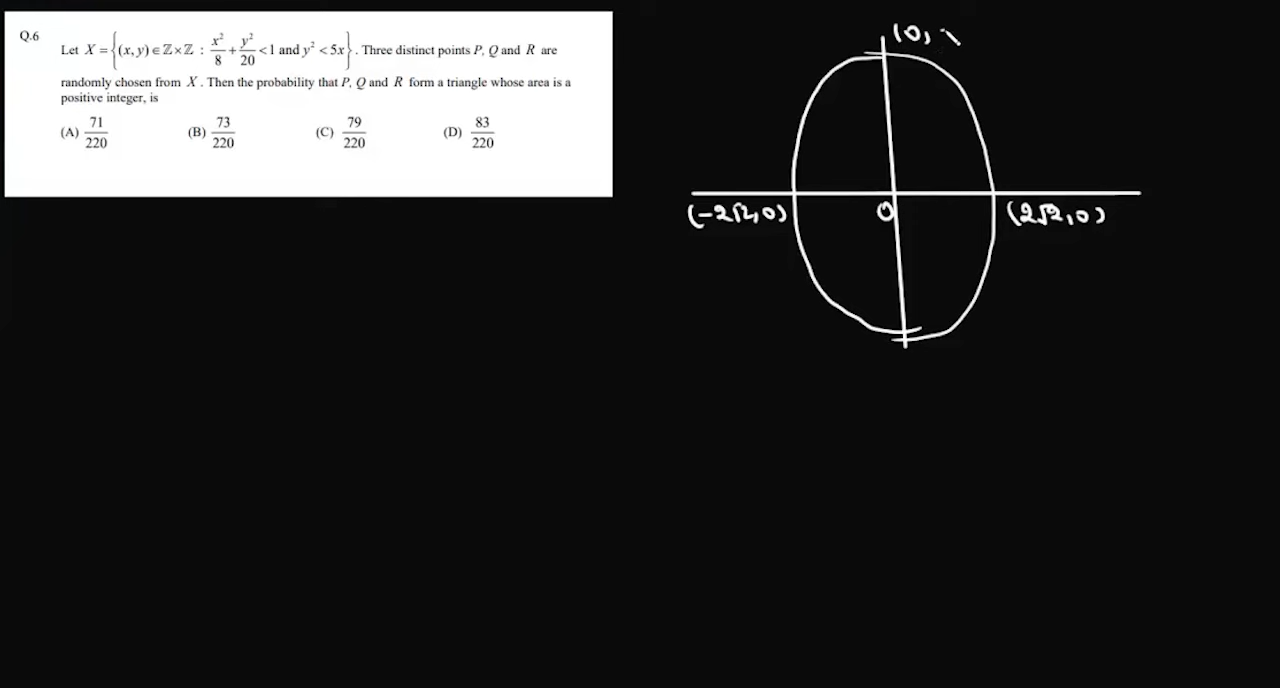 Q.6
Let X = {(x, y) ∈ ℤ × ℤ : x²/8 + y²/20 < 1 and y² < 5x}. Three distinct points P, Q and R are
randomly chosen from X. Then the probability that P, Q and R form a triangle whose area is a
positive integer, is
(A) 71/220 (B) 73/220 (C) 79/220 (D) 83/220
(0,
(-2√2,0) O (2√2,0)